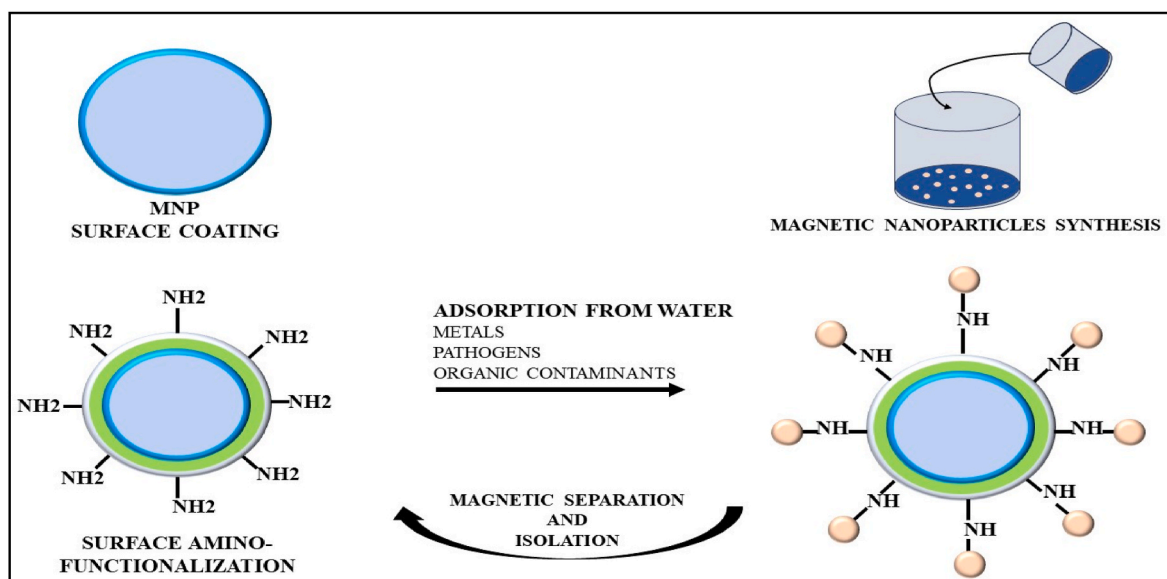 MNP
SURFACE COATING
MAGNETIC NANOPARTICLES SYNTHESIS
NH2
NH2
NH2
NH2
NH2
NH2
NH2
NH2
SURFACE AMINO-
FUNCTIONALIZATION
ADSORPTION FROM WATER
METALS
PATHOGENS
ORGANIC CONTAMINANTS
MAGNETIC SEPARATION
AND
ISOLATION
NH
NH
NH
NH
NH
NH
NH
NH